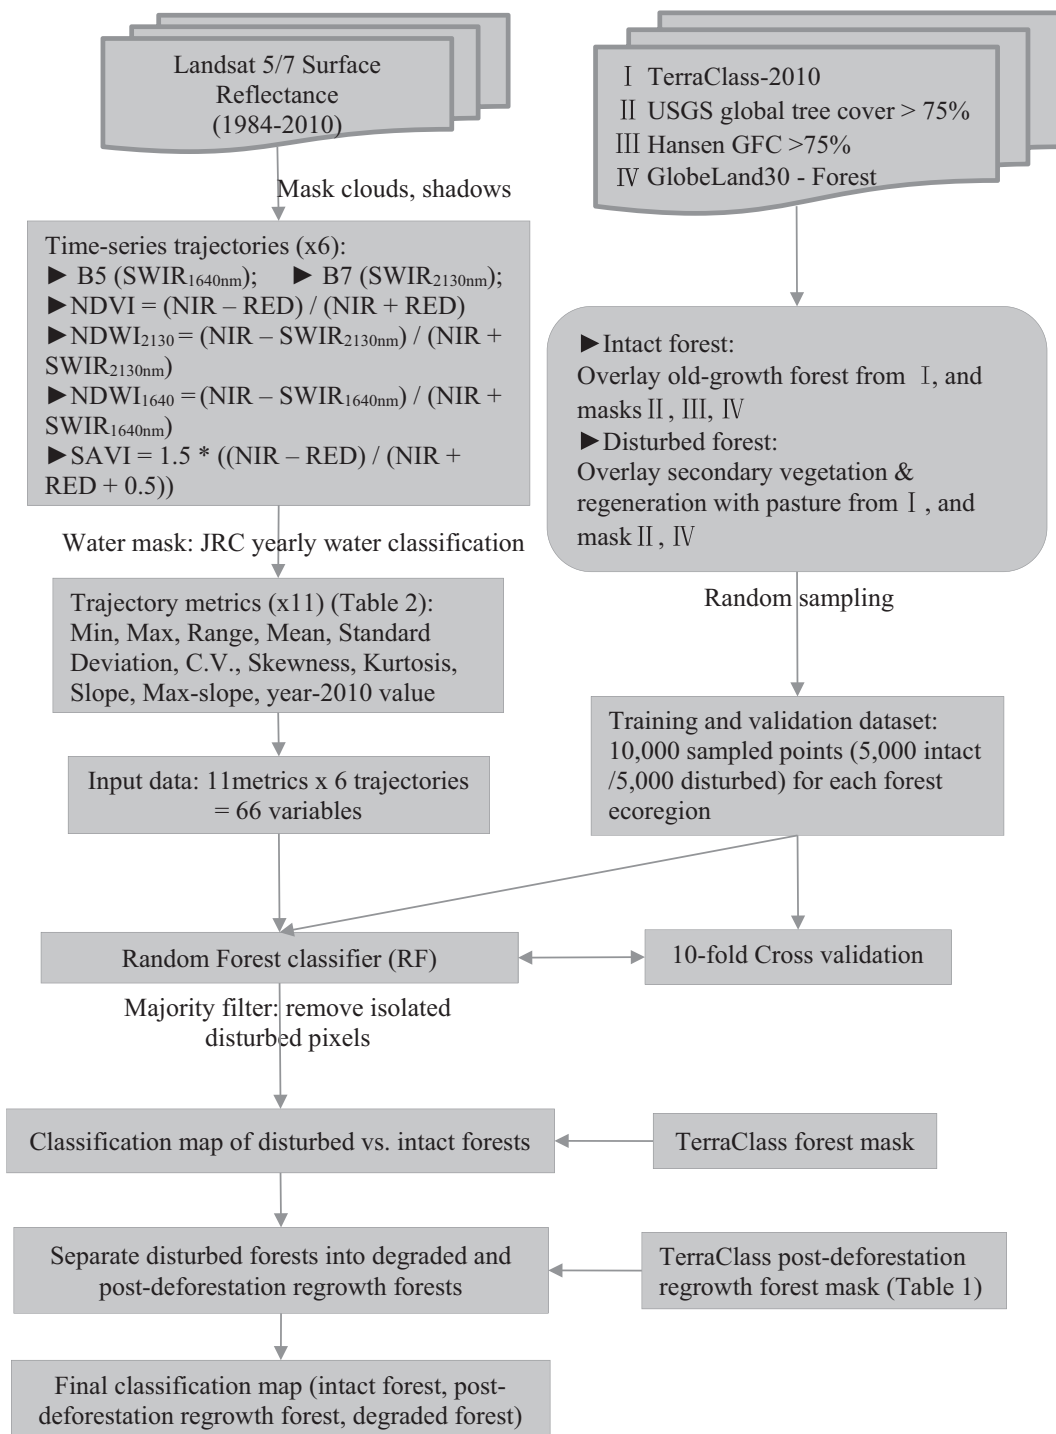 Landsat 5/7 Surface
Reflectance
(1984-2010)
Mask clouds, shadows
Time-series trajectories (x6):
► B5 (SWIR1640nm); ► B7 (SWIR2130nm);
►NDVI = (NIR – RED) / (NIR + RED)
►NDWI2130 = (NIR – SWIR2130nm) / (NIR +
SWIR2130nm)
►NDWI1640 = (NIR – SWIR1640nm) / (NIR +
SWIR1640nm)
►SAVI = 1.5 * ((NIR – RED) / (NIR +
RED + 0.5))
Water mask: JRC yearly water classification
Trajectory metrics (x11) (Table 2):
Min, Max, Range, Mean, Standard
Deviation, C.V., Skewness, Kurtosis,
Slope, Max-slope, year-2010 value
Input data: 11metrics x 6 trajectories
= 66 variables
Ⅰ TerraClass-2010
Ⅱ USGS global tree cover > 75%
Ⅲ Hansen GFC >75%
Ⅳ GlobeLand30 - Forest
►Intact forest:
Overlay old-growth forest from Ⅰ, and
masks Ⅱ, Ⅲ, Ⅳ
►Disturbed forest:
Overlay secondary vegetation &
regeneration with pasture from Ⅰ, and
mask Ⅱ, Ⅳ
Random sampling
Training and validation dataset:
10,000 sampled points (5,000 intact
/5,000 disturbed) for each forest
ecoregion
Random Forest classifier (RF)
10-fold Cross validation
Majority filter: remove isolated
disturbed pixels
Classification map of disturbed vs. intact forests
TerraClass forest mask
Separate disturbed forests into degraded and
post-deforestation regrowth forests
TerraClass post-deforestation
regrowth forest mask (Table 1)
Final classification map (intact forest, post-
deforestation regrowth forest, degraded forest)